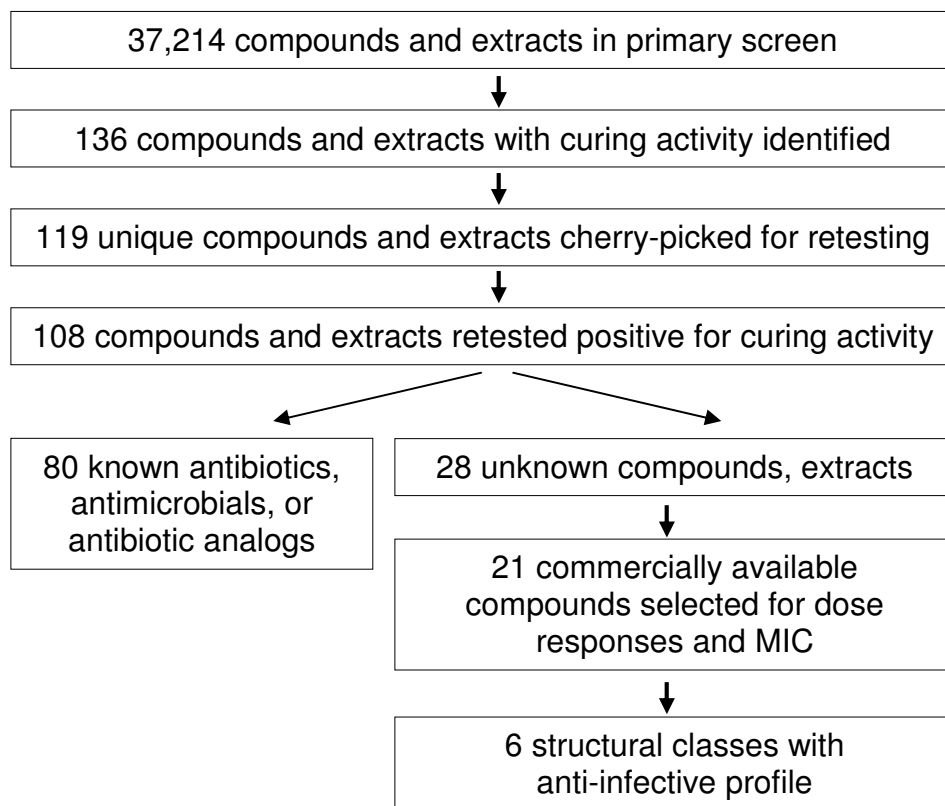 37,214 compounds and extracts in primary screen
136 compounds and extracts with curing activity identified
119 unique compounds and extracts cherry-picked for retesting
108 compounds and extracts retested positive for curing activity
80 known antibiotics,
antimicrobials, or
antibiotic analogs
28 unknown compounds, extracts
21 commercially available
compounds selected for dose
responses and MIC
6 structural classes with
anti-infective profile